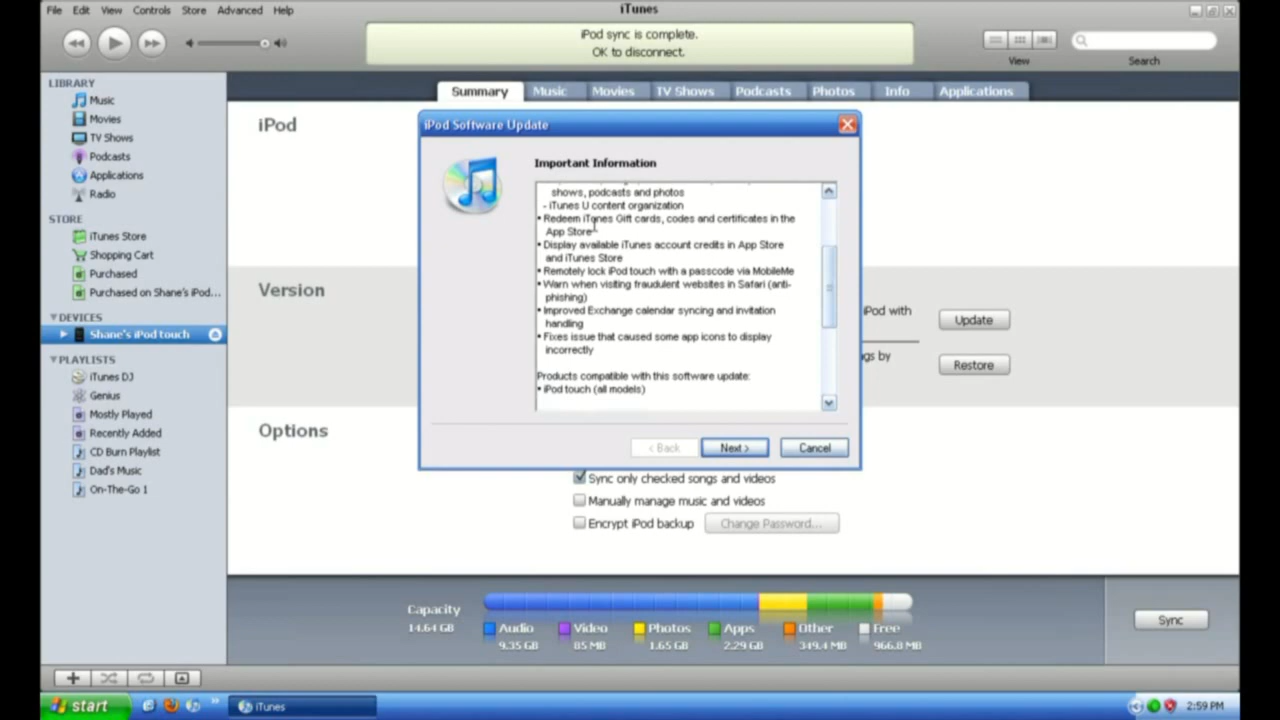 File Edit View Controls Store Advanced Help
iTunes
iPod sync is complete.
OK to disconnect.
View
Search
LIBRARY
Music
Movies
TV Shows
Podcasts
Applications
Radio
STORE
iTunes Store
Shopping Cart
Purchased
Purchased on Shane's iPod...
DEVICES
Shane's iPod touch
PLAYLISTS
iTunes DJ
Genius
Mostly Played
Recently Added
CD Burn Playlist
Dad's Music
On-The-Go 1
Summary Music Movies TV Shows Podcasts Photos Info Applications
iPod
Version
Options
iPod Software Update
Important Information
shows, podcasts and photos
- iTunes U content organization
• Redeem iTunes Gift cards, codes and certificates in the
App Store
• Display available iTunes account credits in App Store
and iTunes Store
• Remotely lock iPod touch with a passcode via MobileMe
• Warn when visiting fraudulent websites in Safari (anti-
phishing)
• Improved Exchange calendar syncing and invitation
handling
• Fixes issue that caused some app icons to display
incorrectly
Products compatible with this software update:
• iPod touch (all models)
< Back Next > Cancel
iPod with
Update
gs by
Restore
Sync only checked songs and videos
Manually manage music and videos
Encrypt iPod backup Change Password...
Capacity
14.64 GB
Audio
9.35 GB
Video
85 MB
Photos
1.65 GB
Apps
2.29 GB
Other
349.4 MB
Free
966.8 MB
Sync
start
iTunes
2:59 PM